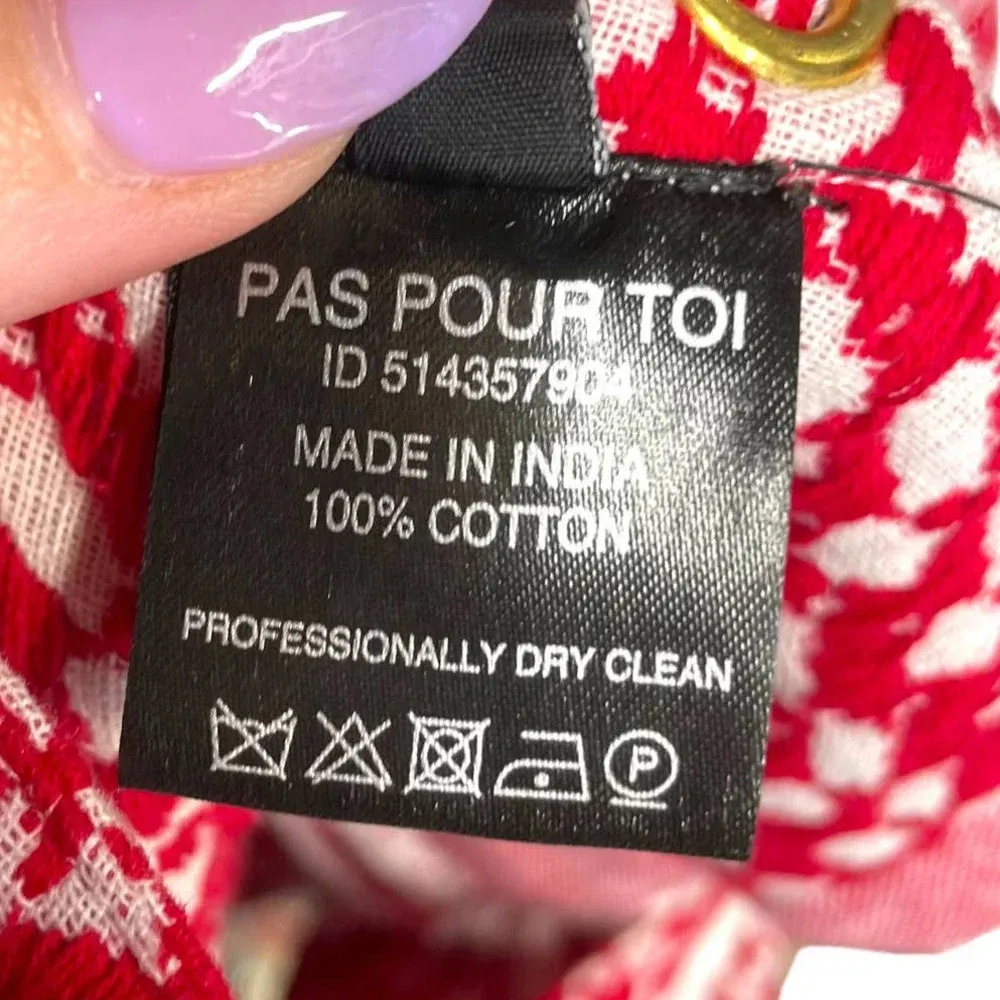 PAS POUR TOI
ID 514357904
MADE IN INDIA
100% COTTON
PROFESSIONALLY DRY CLEAN
P